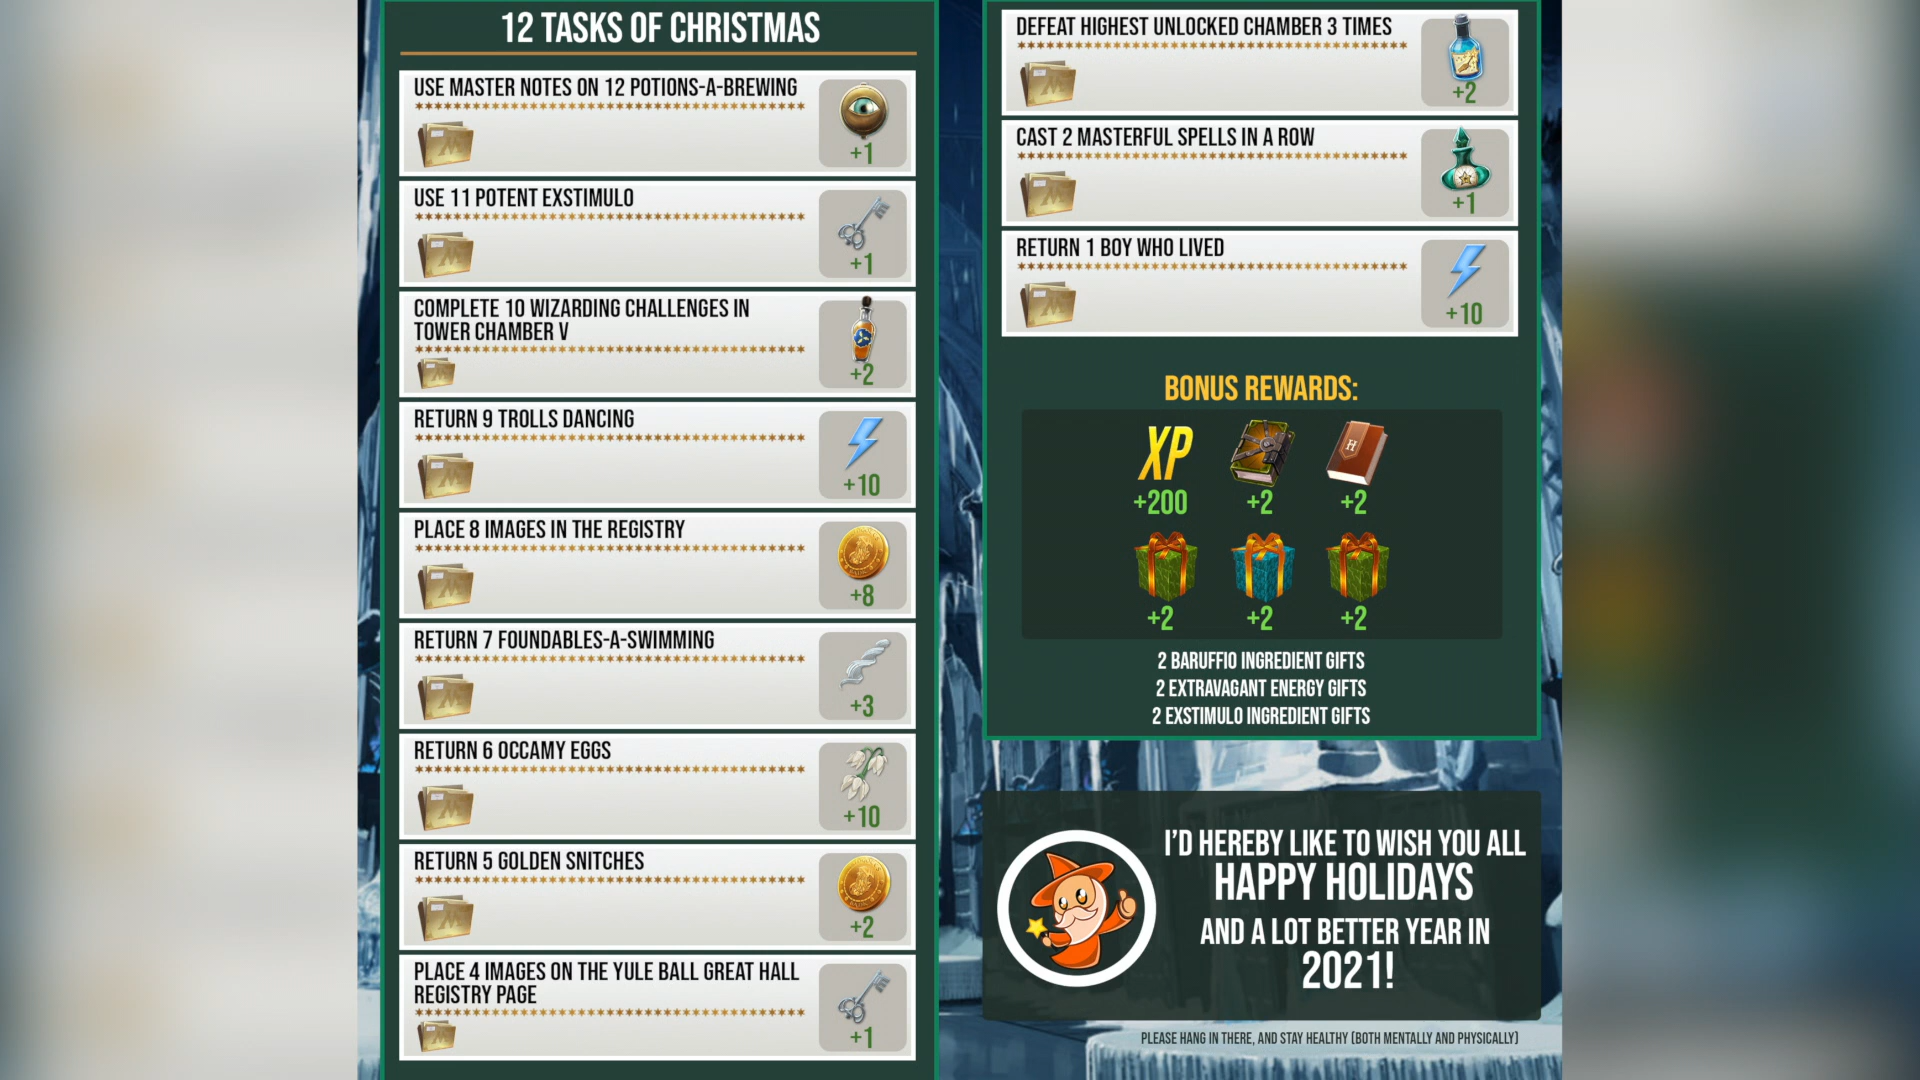 12 TASKS OF CHRISTMAS
USE MASTER NOTES ON 12 POTIONS-A-BREWING
+1
USE 11 POTENT EXSTIMULO
+1
COMPLETE 10 WIZARDING CHALLENGES IN
TOWER CHAMBER V
+2
RETURN 9 TROLLS DANCING
+10
PLACE 8 IMAGES IN THE REGISTRY
+8
RETURN 7 FOUNDABLES-A-SWIMMING
+3
RETURN 6 OCCAMY EGGS
+10
RETURN 5 GOLDEN SNITCHES
+2
PLACE 4 IMAGES ON THE YULE BALL GREAT HALL
REGISTRY PAGE
+1
DEFEAT HIGHEST UNLOCKED CHAMBER 3 TIMES
+2
CAST 2 MASTERFUL SPELLS IN A ROW
+1
RETURN 1 BOY WHO LIVED
+10
BONUS REWARDS:
XP H
+200 +2 +2
+2 +2 +2
2 BARUFFIO INGREDIENT GIFTS
2 EXTRAVAGANT ENERGY GIFTS
2 EXSTIMULO INGREDIENT GIFTS
I'D HEREBY LIKE TO WISH YOU ALL
HAPPY HOLIDAYS
AND A LOT BETTER YEAR IN
2021!
PLEASE HANG IN THERE, AND STAY HEALTHY (BOTH MENTALLY AND PHYSICALLY)